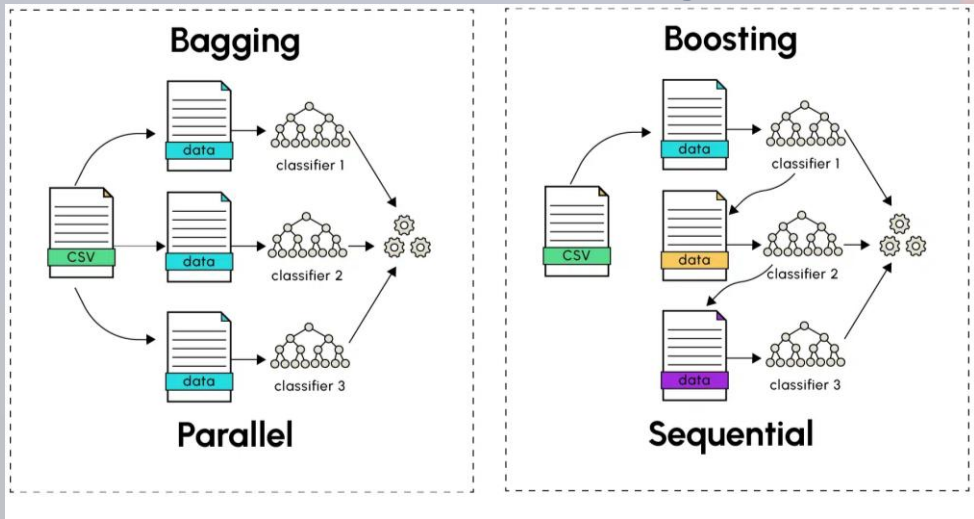 Bagging
data
classifier 1
CSV
data
classifier 2
data
classifier 3
Parallel
Boosting
data
classifier 1
CSV
data
classifier 2
data
classifier 3
Sequential